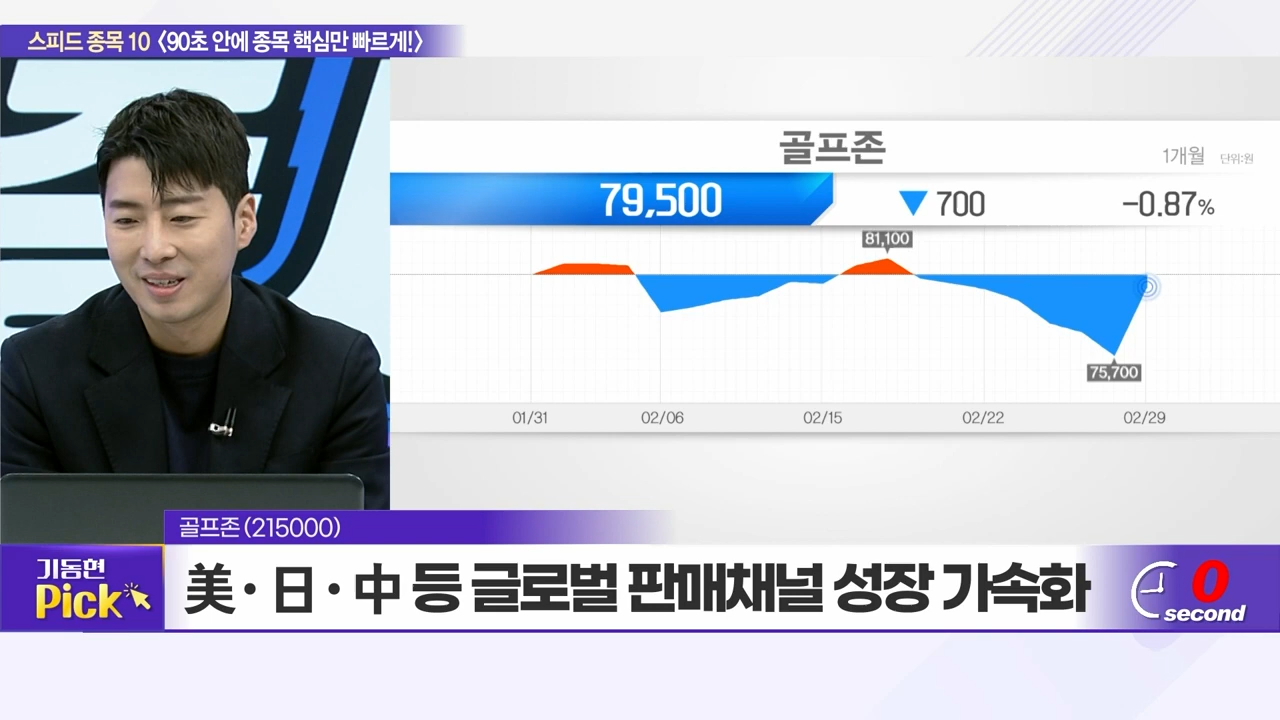 스피드 종목 10 〈90초 안에 종목 핵심만 빠르게!〉
골프존
1개월 단위:원
79,500 ▼ 700 -0.87%
81,100
75,700
01/31 02/06 02/15 02/22 02/29
골프존(215000)
기동현
Pick
美·日·中 등 글로벌 판매채널 성장 가속화
0
second